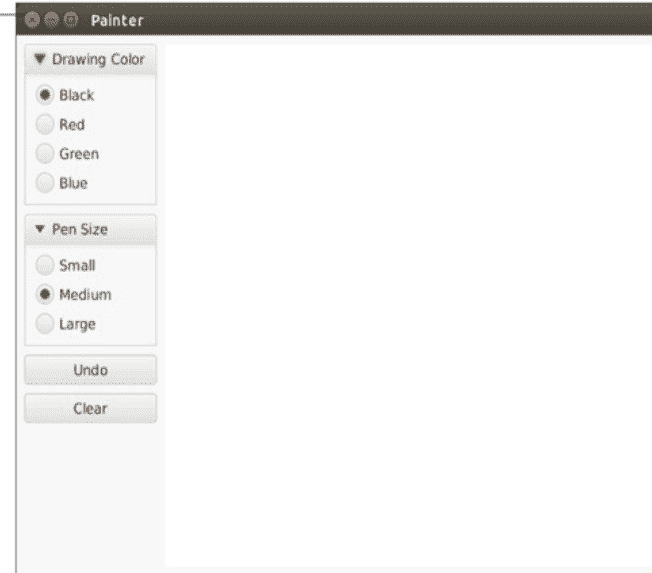 Painter
Drawing Color
Black
Red
Green
Blue
Pen Size
Small
Medium
Large
Undo
Clear